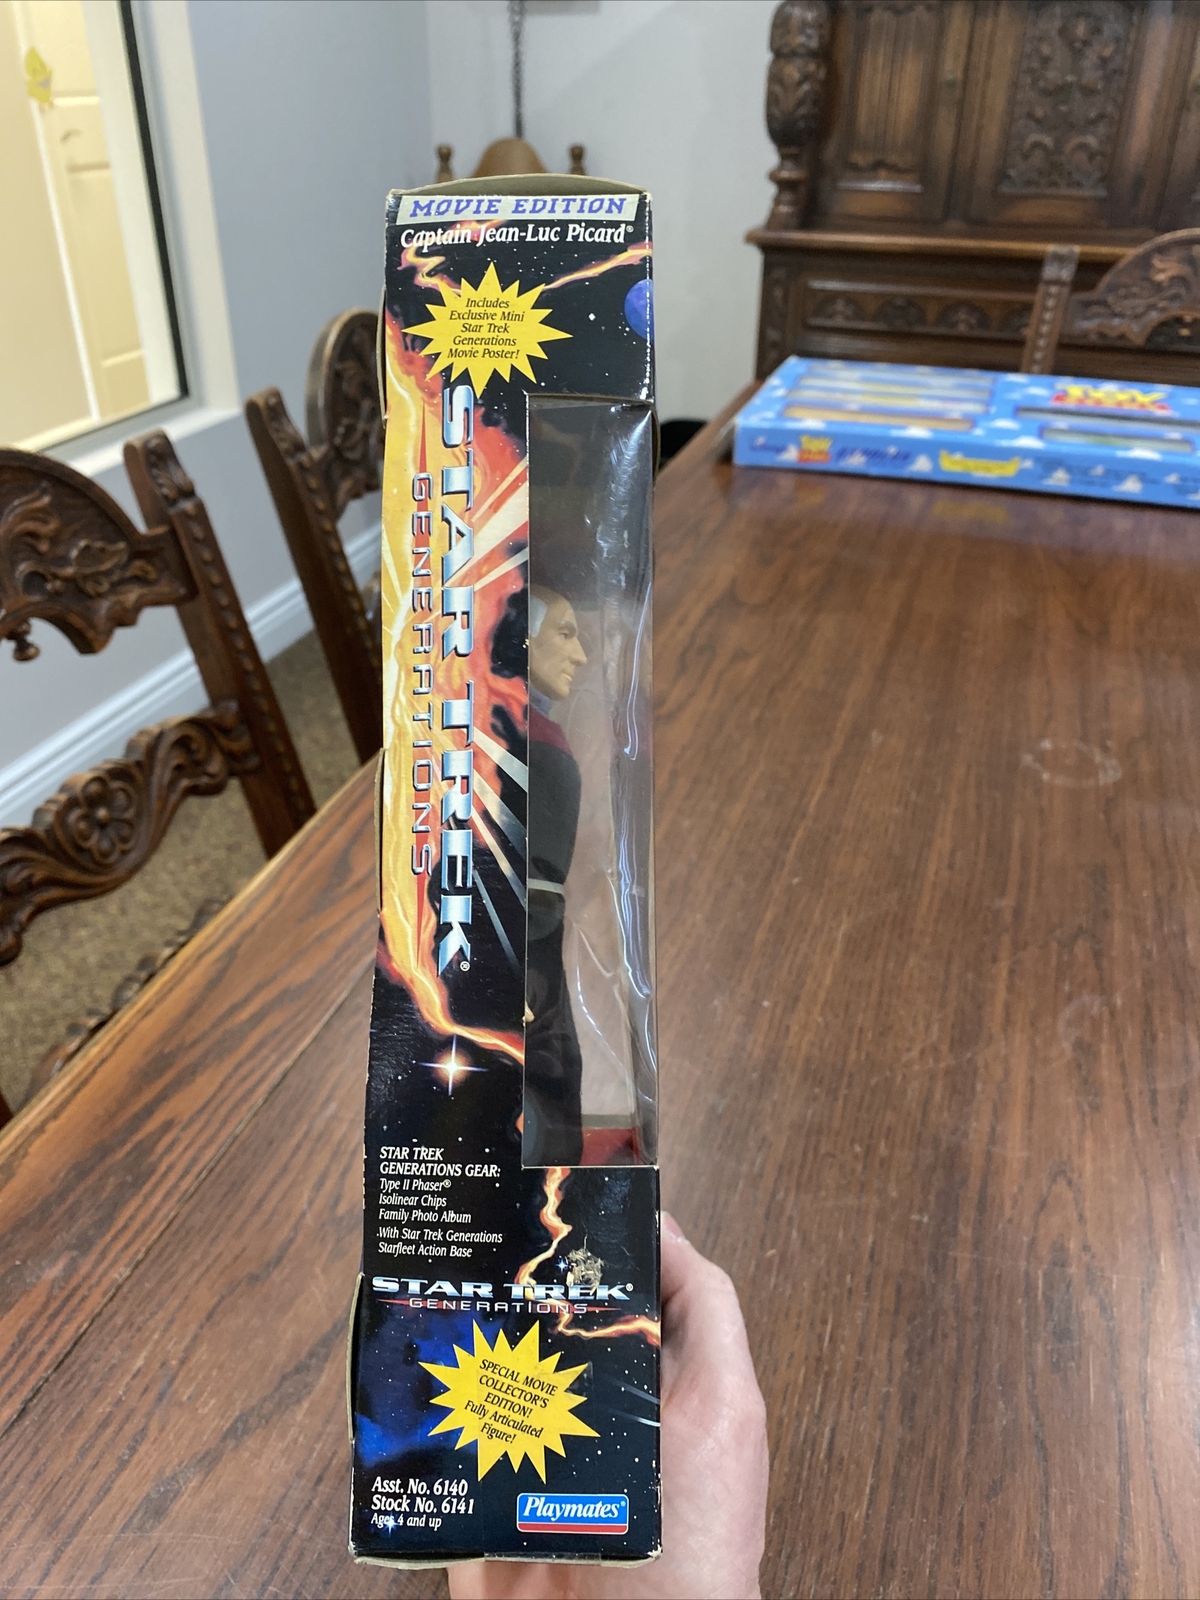 MOVIE EDITION
Captain Jean-Luc Picard®
Includes
Exclusive Mini
Star Trek
Generations
Movie Poster!
STAR TREK®
GENERATIONS
STAR TREK
GENERATIONS GEAR:
Type II Phaser®
Isolinear Chips
Family Photo Album
With Star Trek Generations
Starfleet Action Base
STAR TREK®
GENERATIONS
SPECIAL MOVIE
COLLECTOR'S
EDITION!
Fully Articulated
Figure!
Asst. No. 6140
Stock No. 6141
Ages 4 and up
Playmates®
TOY
TOY